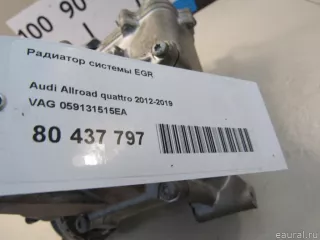 100 90
Радиатор системы EGR
Audi Allroad quattro 2012-2019
VAG 059131515EA
80 437 797
eaural.ru